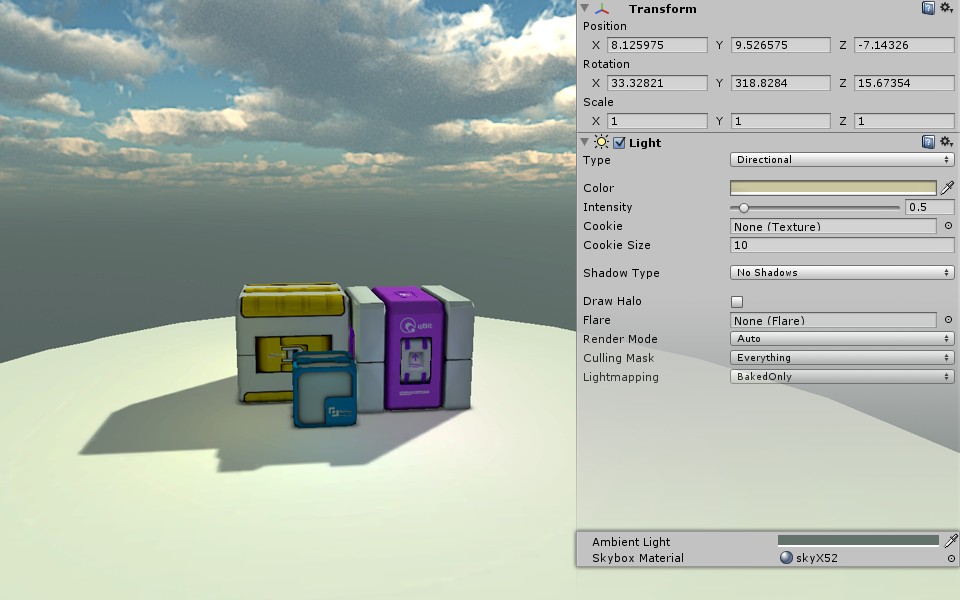 Transform
Position
X 8.125975 Y 9.526575 Z -7.14326
Rotation
X 33.32821 Y 318.8284 Z 15.67354
Scale
X 1 Y 1 Z 1
Light
Type Directional
Color
Intensity 0.5
Cookie None (Texture)
Cookie Size 10
Shadow Type No Shadows
Draw Halo
Flare None (Flare)
Render Mode Auto
Culling Mask Everything
Lightmapping BakedOnly
qBit
Ambient Light
Skybox Material skyX52